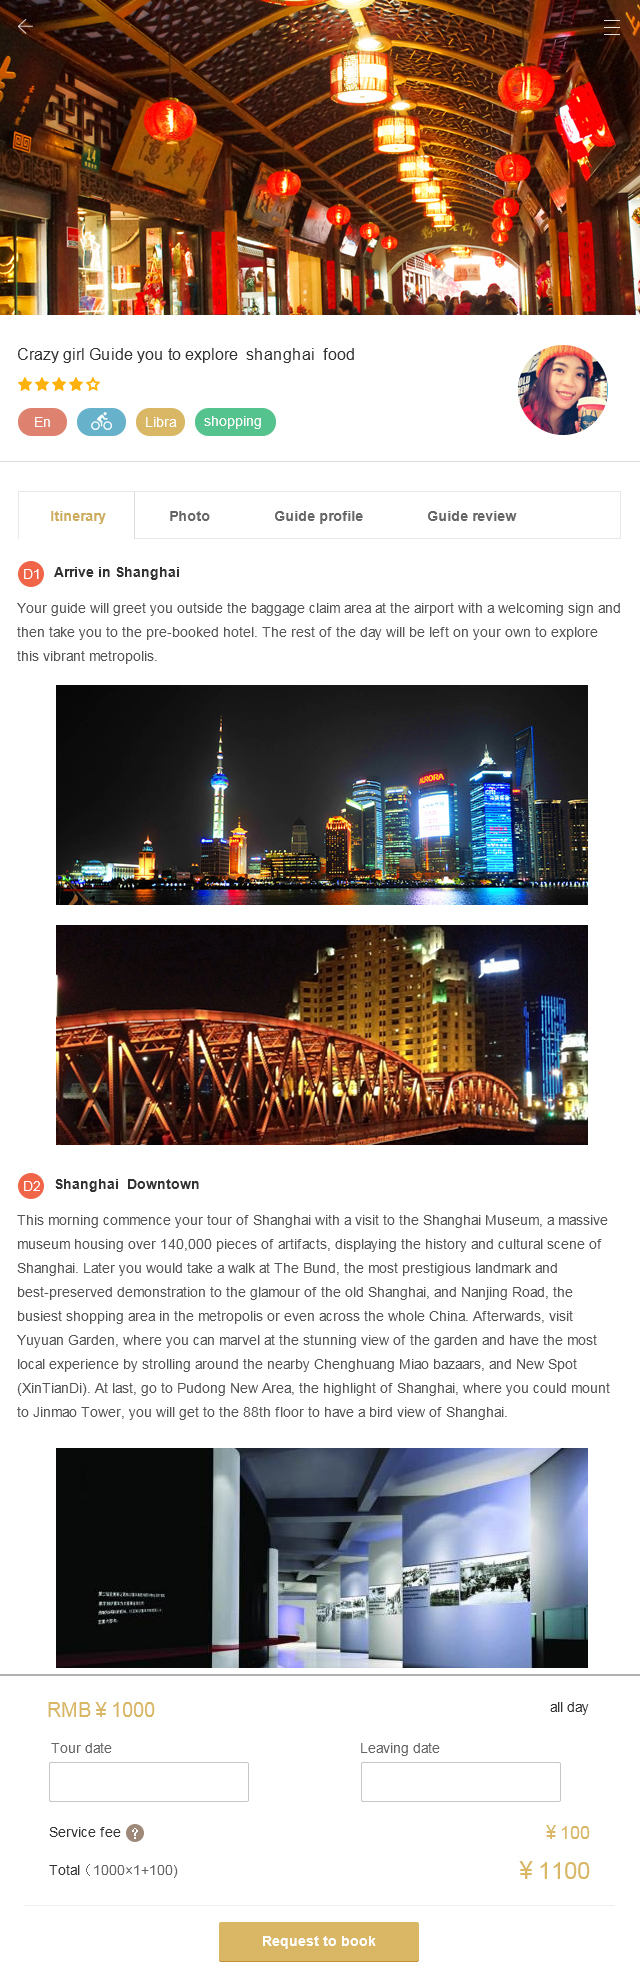 14
Crazy girl Guide you to explore shanghai food
En
Libra
shopping
Itinerary
Photo
Guide profile
Guide review
D1
Arrive in Shanghai
Your guide will greet you outside the baggage claim area at the airport with a welcoming sign and
then take you to the pre-booked hotel. The rest of the day will be left on your own to explore
this vibrant metropolis.
AURORA
citi
D2
Shanghai Downtown
This morning commence your tour of Shanghai with a visit to the Shanghai Museum, a massive
museum housing over 140,000 pieces of artifacts, displaying the history and cultural scene of
Shanghai. Later you would take a walk at The Bund, the most prestigious landmark and
best-preserved demonstration to the glamour of the old Shanghai, and Nanjing Road, the
busiest shopping area in the metropolis or even across the whole China. Afterwards, visit
Yuyuan Garden, where you can marvel at the stunning view of the garden and have the most
local experience by strolling around the nearby Chenghuang Miao bazaars, and New Spot
(XinTianDi). At last, go to Pudong New Area, the highlight of Shanghai, where you could mount
to Jinmao Tower, you will get to the 88th floor to have a bird view of Shanghai.
RMB ¥ 1000
all day
Tour date
Leaving date
Service fee ?
¥ 100
Total（1000×1+100)
¥ 1100
Request to book